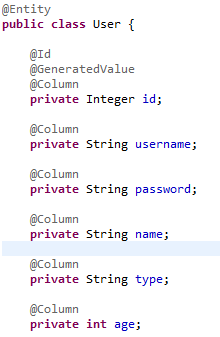 @Entity
public class User {
@Id
@GeneratedValue
@Column
private Integer id;
@Column
private String username;
@Column
private String password;
@Column
private String name;
@Column
private String type;
@Column
private int age;